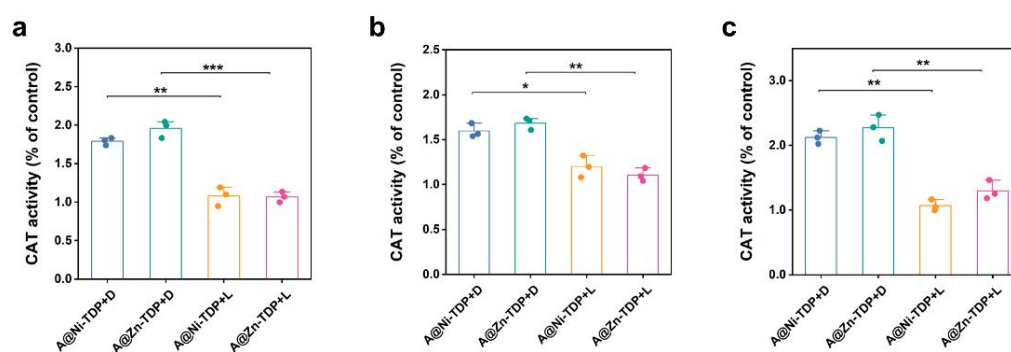 a
CAT activity (% of control)
3.0
2.5
2.0
1.5
1.0
0.5
0.0
***
**
A@Ni-TDP+D
A@Zn-TDP+D
A@Ni-TDP+L
A@Zn-TDP+L
b
CAT activity (% of control)
2.5
2.0
1.5
1.0
0.5
0.0
**
*
A@Ni-TDP+D
A@Zn-TDP+D
A@Ni-TDP+L
A@Zn-TDP+L
c
CAT activity (% of control)
3.0
2.0
1.0
0.0
**
**
A@Ni-TDP+D
A@Zn-TDP+D
A@Ni-TDP+L
A@Zn-TDP+L